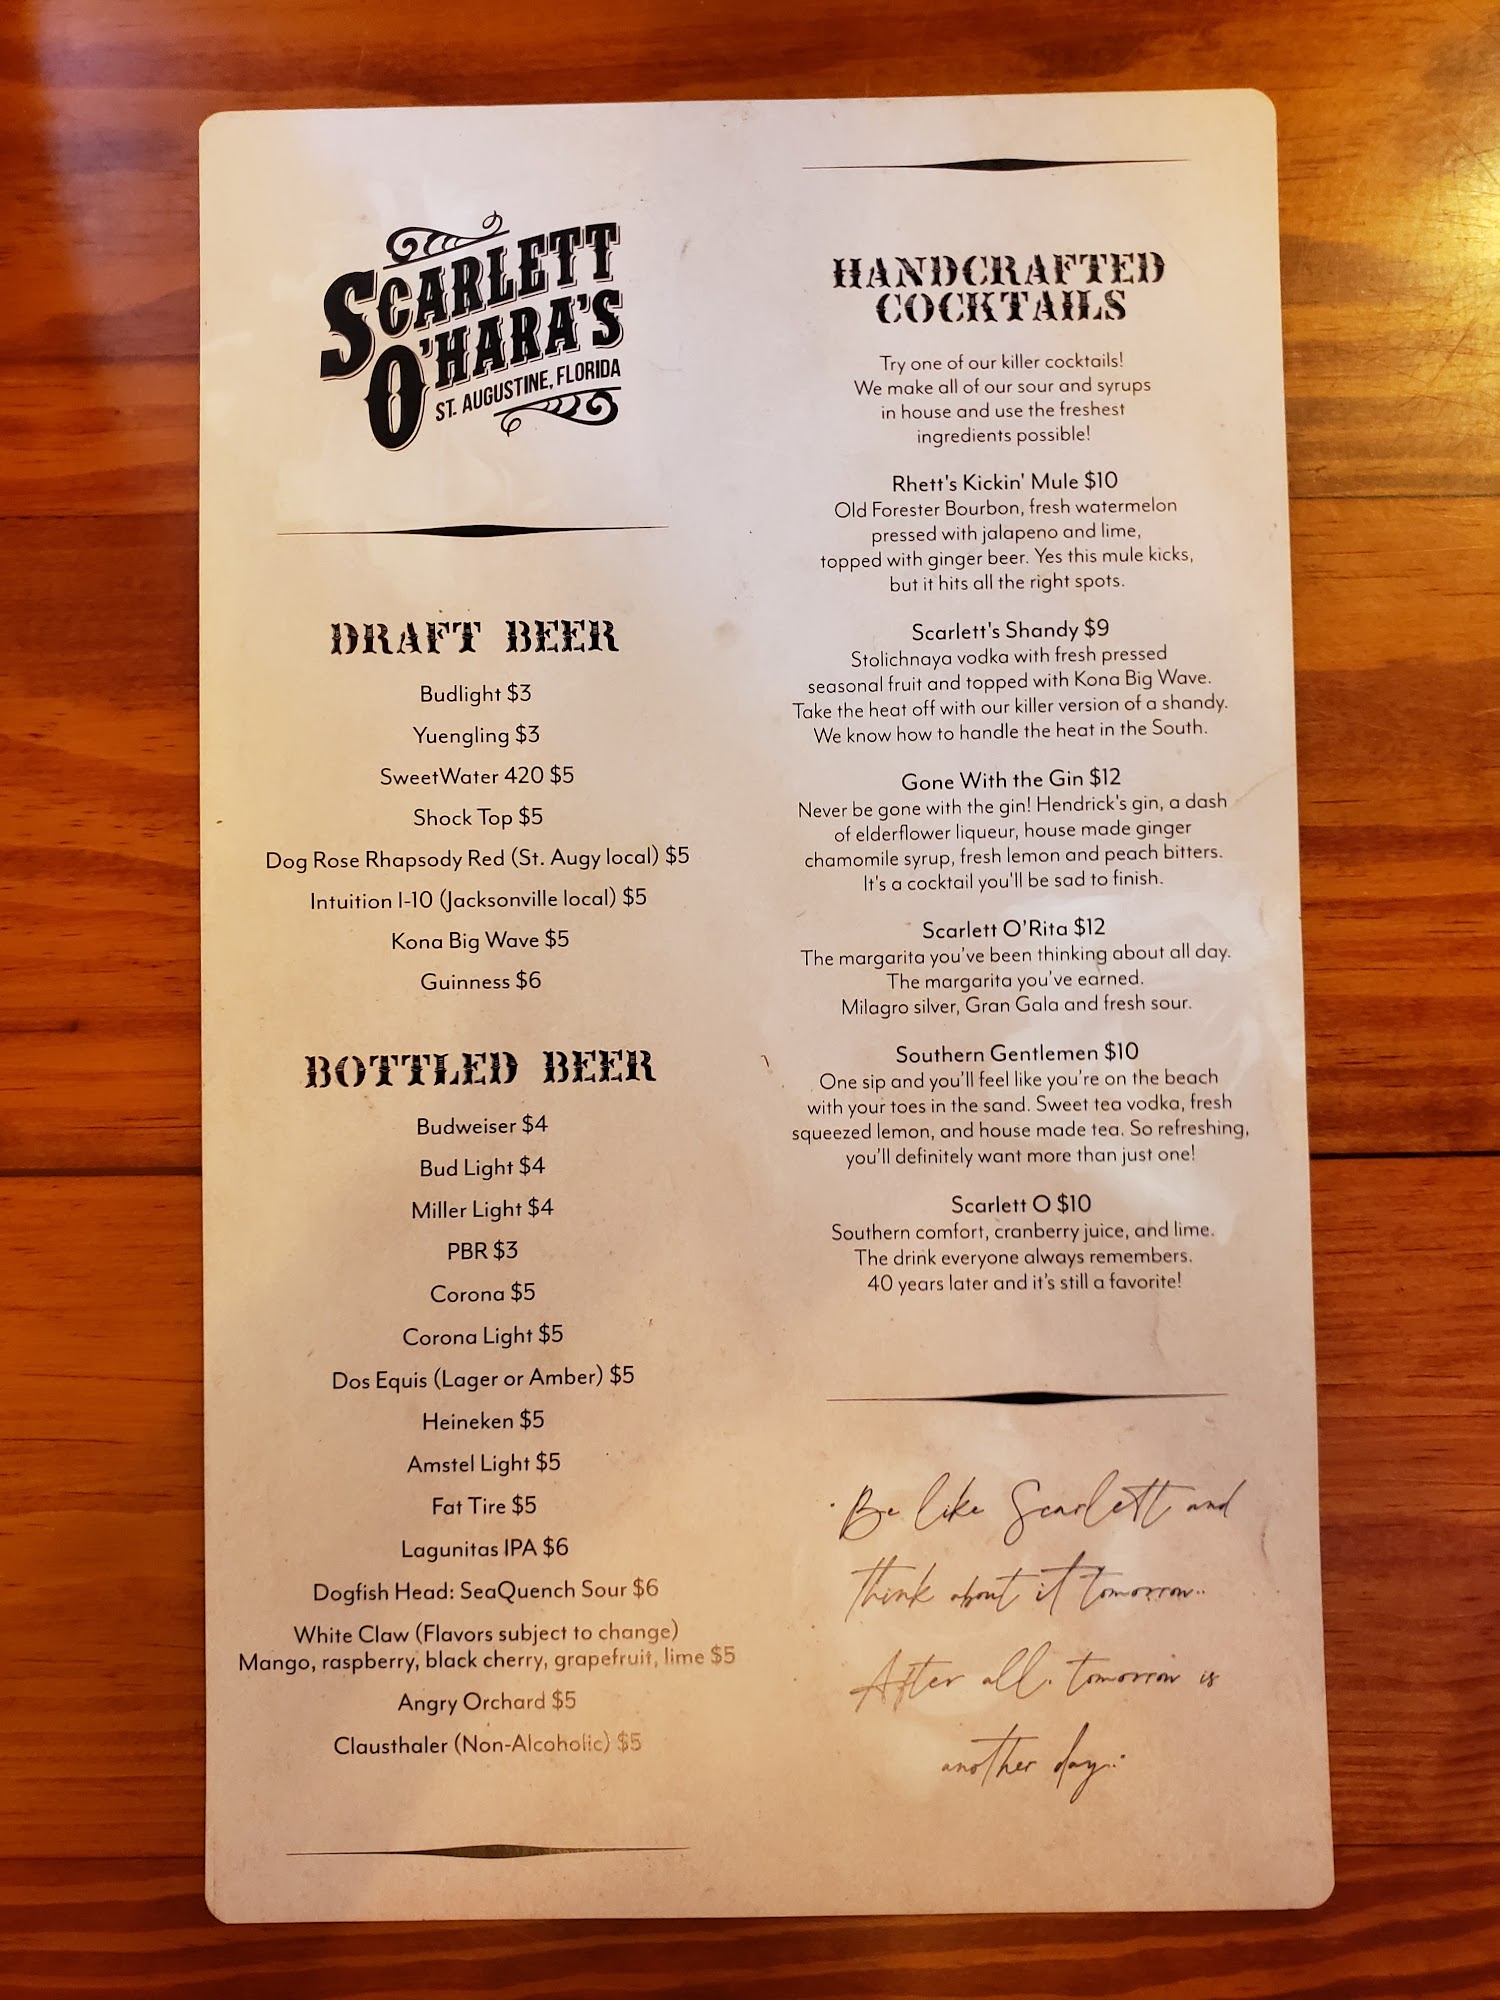 SCARLETT
O'HARA'S
ST. AUGUSTINE, FLORIDA
DRAFT BEER
Budlight $3
Yuengling $3
SweetWater 420 $5
Shock Top $5
Dog Rose Rhapsody Red (St. Augy local) $5
Intuition I-10 (Jacksonville local) $5
Kona Big Wave $5
Guinness $6
BOTTLED BEER
Budweiser $4
Bud Light $4
Miller Light $4
PBR $3
Corona $5
Corona Light $5
Dos Equis (Lager or Amber) $5
Heineken $5
Amstel Light $5
Fat Tire $5
Lagunitas IPA $6
Dogfish Head: SeaQuench Sour $6
White Claw (Flavors subject to change)
Mango, raspberry, black cherry, grapefruit, lime $5
Angry Orchard $5
Clausthaler (Non-Alcoholic) $5
HANDCRAFTED
COCKTAILS
Try one of our killer cocktails!
We make all of our sour and syrups
in house and use the freshest
ingredients possible!
Rhett's Kickin' Mule $10
Old Forester Bourbon, fresh watermelon
pressed with jalapeno and lime,
topped with ginger beer. Yes this mule kicks,
but it hits all the right spots.
Scarlett's Shandy $9
Stolichnaya vodka with fresh pressed
seasonal fruit and topped with Kona Big Wave.
Take the heat off with our killer version of a shandy.
We know how to handle the heat in the South.
Gone With the Gin $12
Never be gone with the gin! Hendrick's gin, a dash
of elderflower liqueur, house made ginger
chamomile syrup, fresh lemon and peach bitters.
It's a cocktail you'll be sad to finish.
Scarlett O'Rita $12
The margarita you've been thinking about all day.
The margarita you've earned.
Milagro silver, Gran Gala and fresh sour.
Southern Gentlemen $10
One sip and you'll feel like you're on the beach
with your toes in the sand. Sweet tea vodka, fresh
squeezed lemon, and house made tea. So refreshing,
you'll definitely want more than just one!
Scarlett O $10
Southern comfort, cranberry juice, and lime.
The drink everyone always remembers.
40 years later and it's still a favorite!
"Be like Scarlett and
think about it tomorrow..
After all, tomorrow is
another day."